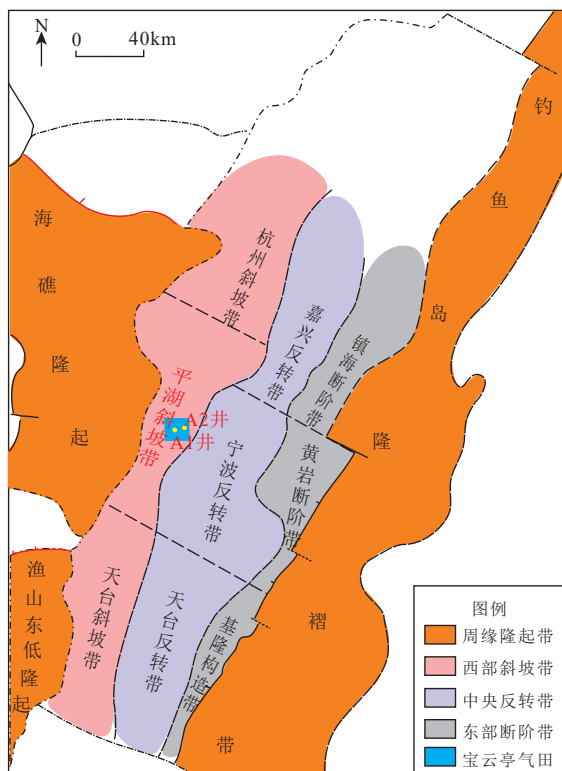 N
0 40km
钓鱼岛隆褶带
海礁隆起
杭州斜坡带
嘉兴反转带
镇海断阶带
平湖斜坡带
A2井
A1井
宁波反转带
黄岩断阶带
渔山东低隆起
天台斜坡带
天台反转带
基隆构造带
图例
周缘隆起带
西部斜坡带
中央反转带
东部断阶带
宝云亭气田